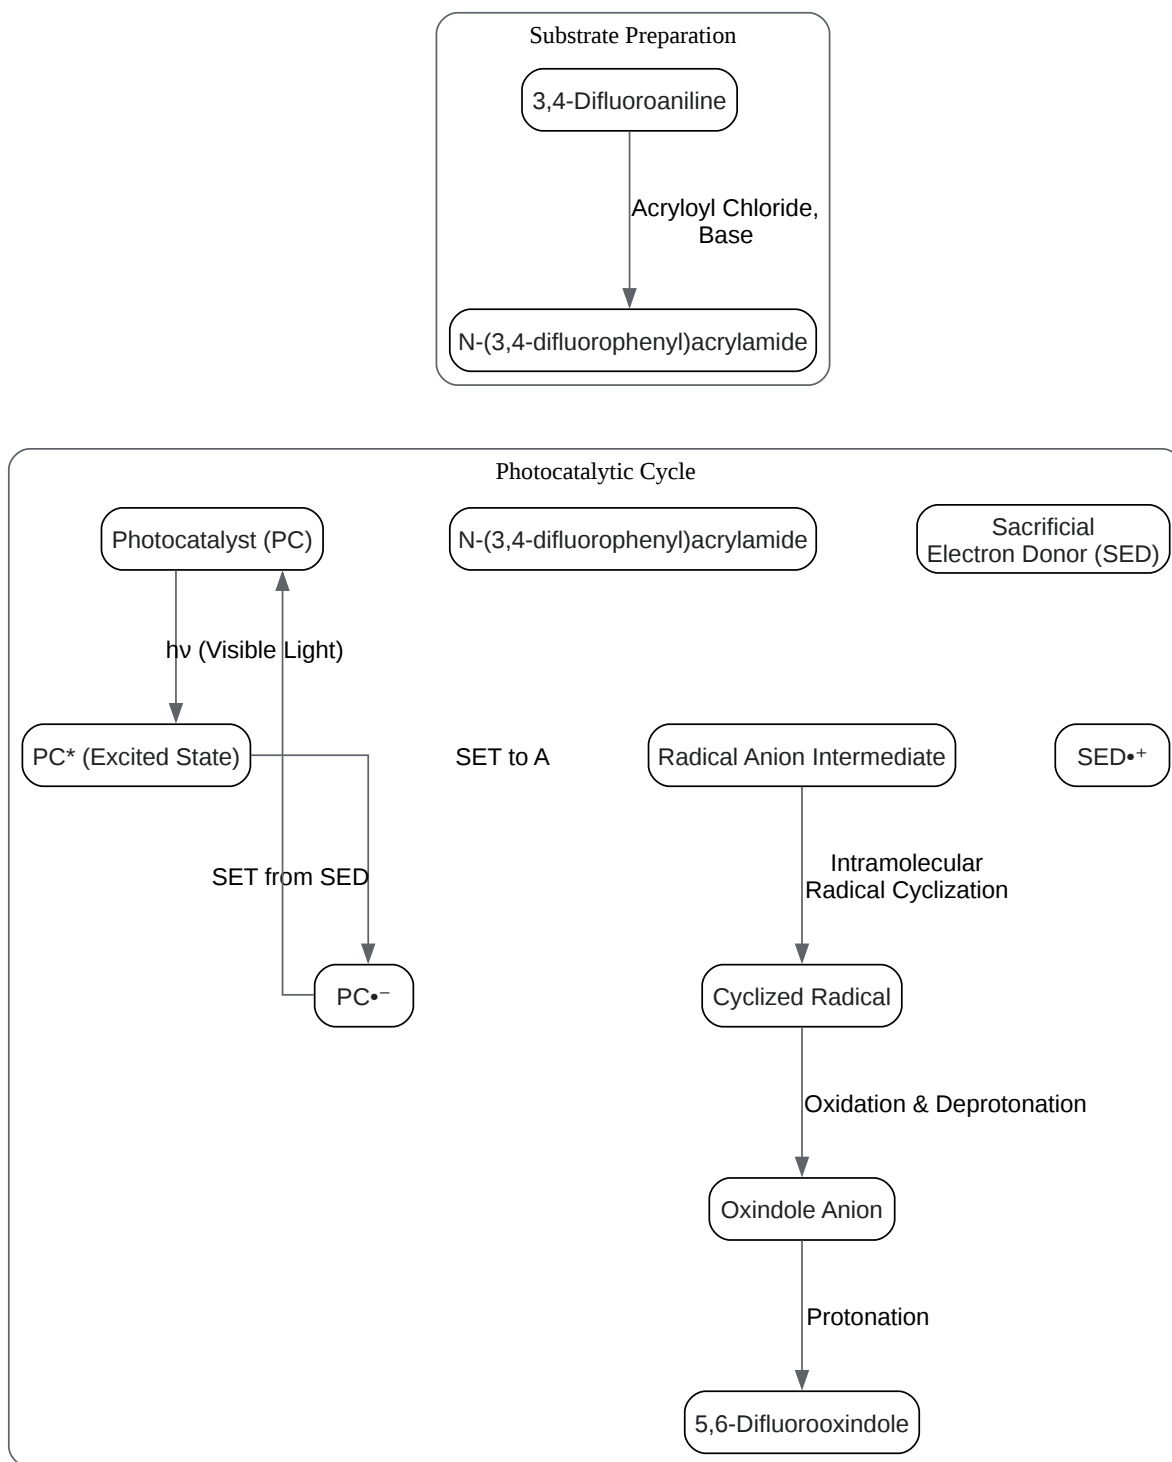 Substrate Preparation
3,4-Difluoroaniline
Acryloyl Chloride,
Base
N-(3,4-difluorophenyl)acrylamide
Photocatalytic Cycle
Photocatalyst (PC)
N-(3,4-difluorophenyl)acrylamide
Sacrificial
Electron Donor (SED)
hν (Visible Light)
PC* (Excited State)
SET to A
Radical Anion Intermediate
SED•⁺
SET from SED
Intramolecular
Radical Cyclization
PC•⁻
Cyclized Radical
Oxidation & Deprotonation
Oxindole Anion
Protonation
5,6-Difluorooxindole